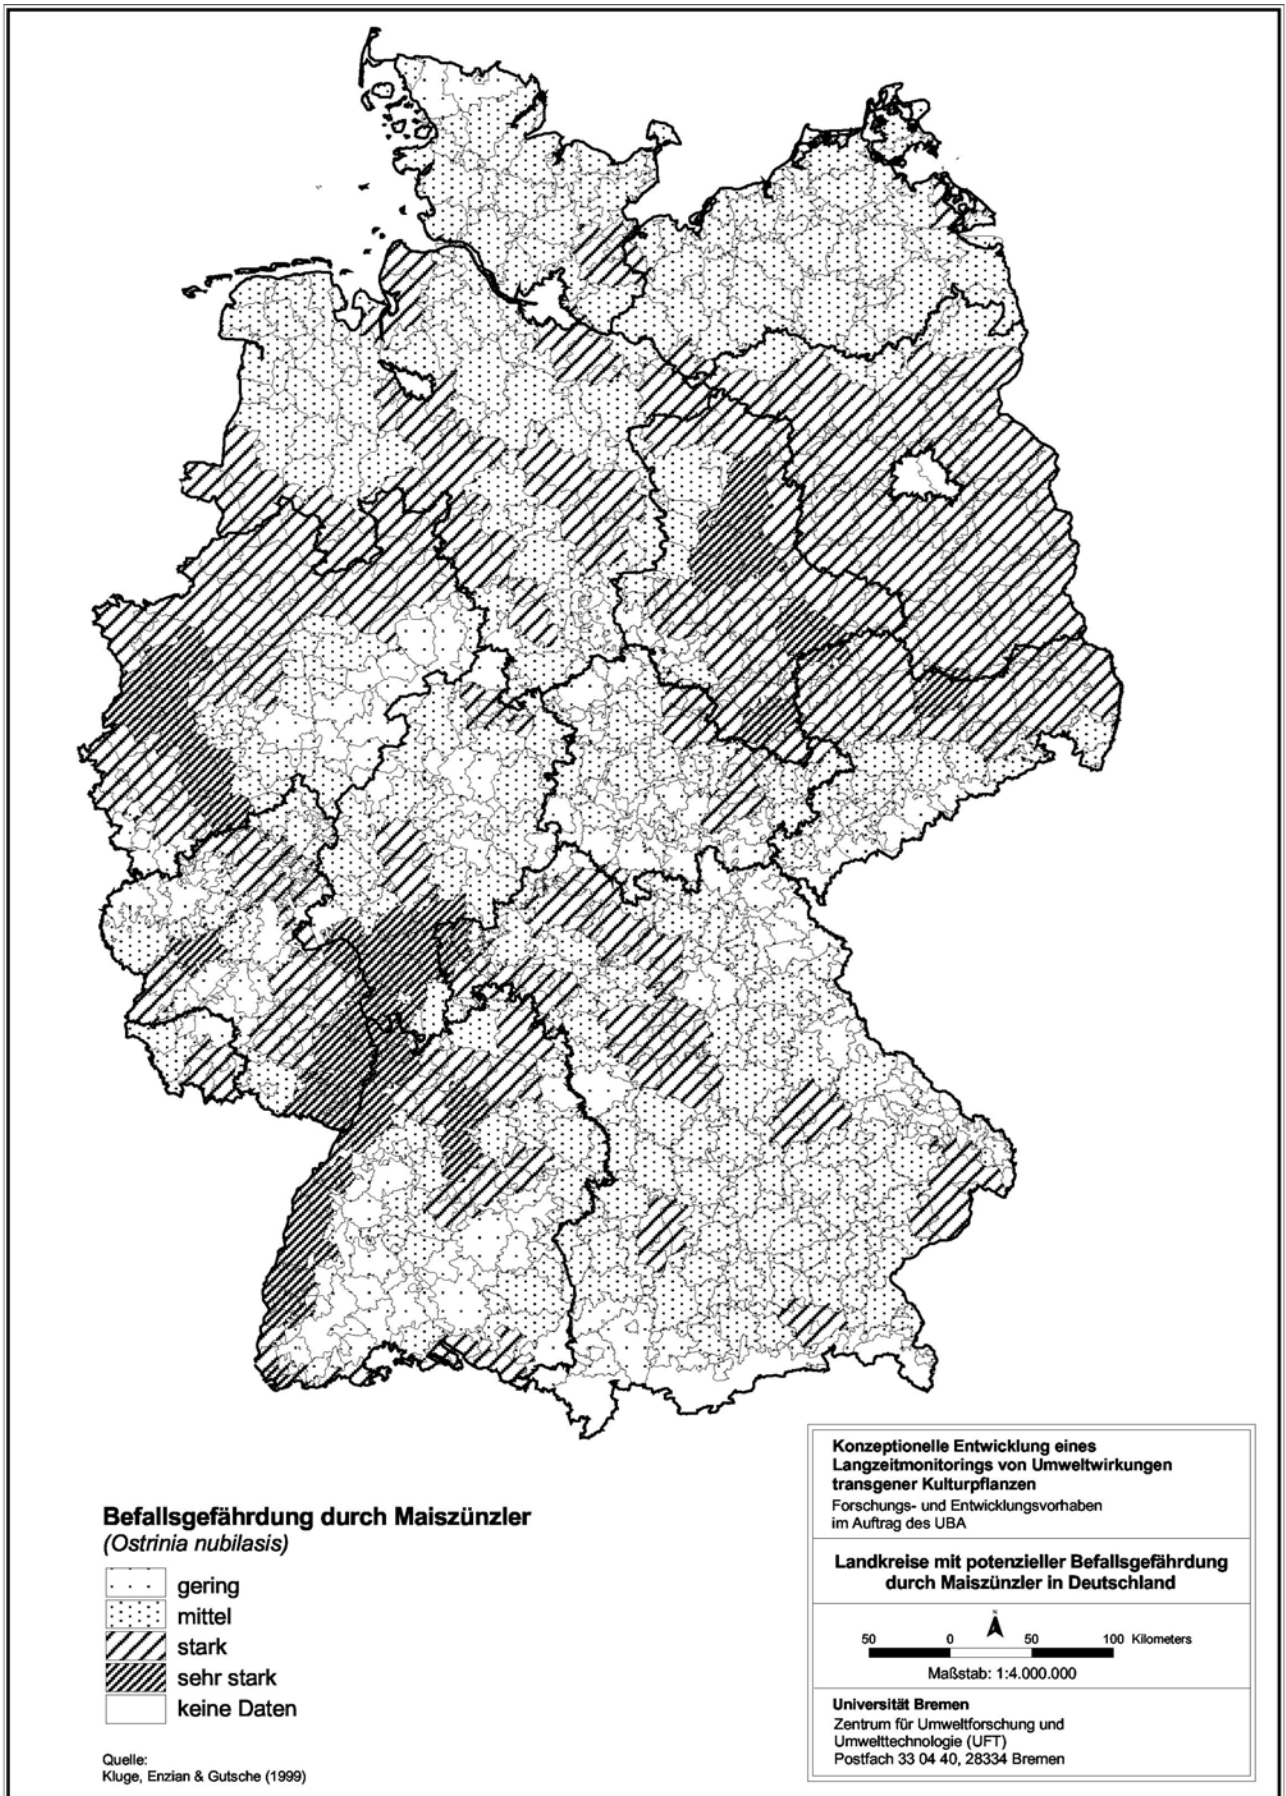 Befallsgefährdung durch Maiszünzler
(Ostrinia nubilasis)
gering
mittel
stark
sehr stark
keine Daten
Quelle:
Kluge, Enzian & Gutsche (1999)
Konzeptionelle Entwicklung eines
Langzeitmonitorings von Umweltwirkungen
transgener Kulturpflanzen
Forschungs- und Entwicklungsvorhaben
im Auftrag des UBA
Landkreise mit potenzieller Befallsgefährdung
durch Maiszünzler in Deutschland
N
50 0 50 100 Kilometers
Maßstab: 1:4.000.000
Universität Bremen
Zentrum für Umweltforschung und
Umwelttechnologie (UFT)
Postfach 33 04 40, 28334 Bremen